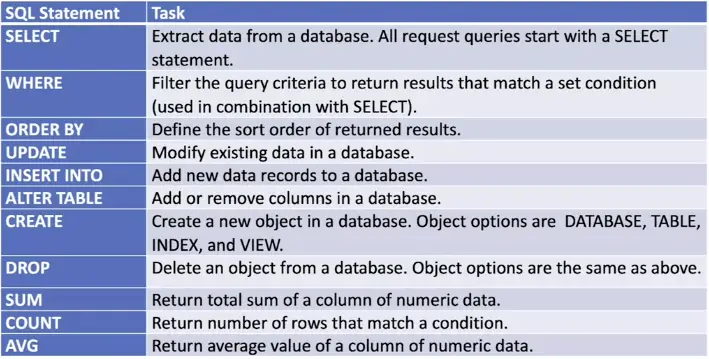 SQL Statement Task
SELECT Extract data from a database. All request queries start with a SELECT
statement.
WHERE Filter the query criteria to return results that match a set condition
(used in combination with SELECT).
ORDER BY Define the sort order of returned results.
UPDATE Modify existing data in a database.
INSERT INTO Add new data records to a database.
ALTER TABLE Add or remove columns in a database.
CREATE Create a new object in a database. Object options are DATABASE, TABLE,
INDEX, and VIEW.
DROP Delete an object from a database. Object options are the same as above.
SUM Return total sum of a column of numeric data.
COUNT Return number of rows that match a condition.
AVG Return average value of a column of numeric data.